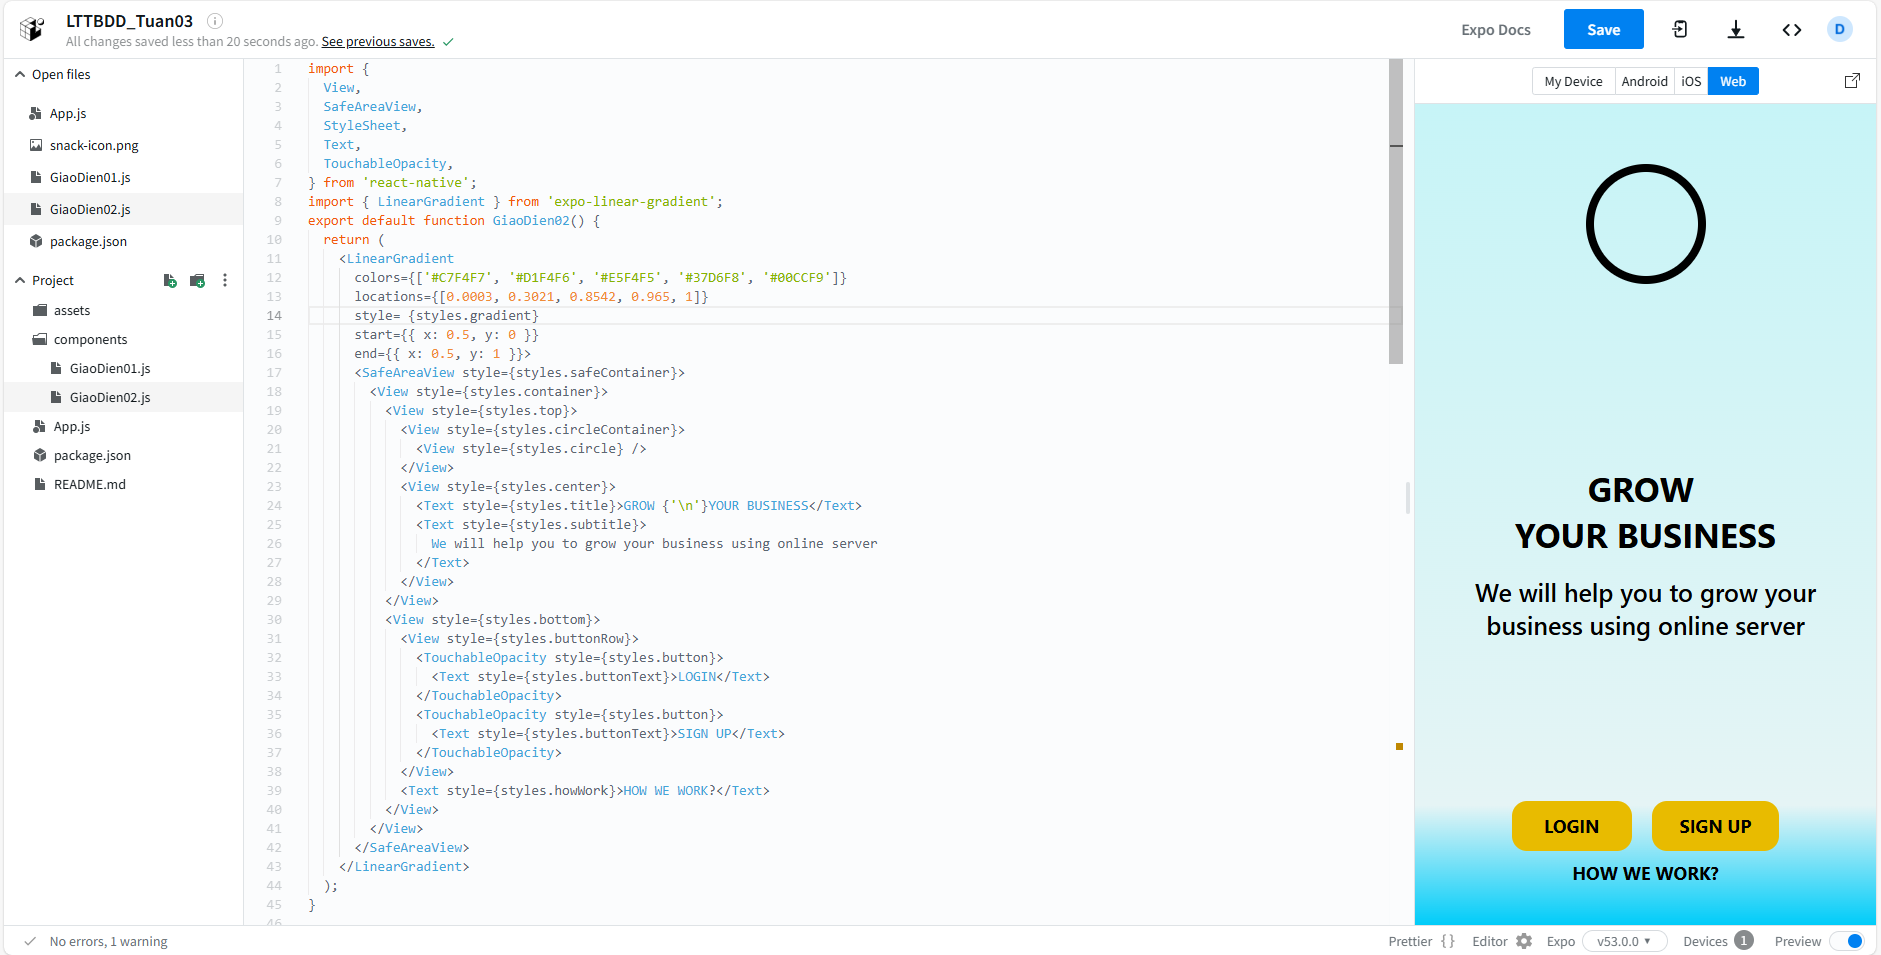 LTTBDD_Tuan03
All changes saved less than 20 seconds ago. See previous saves.
Expo Docs
Save
D
Open files
App.js
snack-icon.png
GiaoDien01.js
GiaoDien02.js
package.json
Project
assets
components
GiaoDien01.js
GiaoDien02.js
App.js
package.json
README.md
1 import {
2 View,
3 SafeAreaView,
4 StyleSheet,
5 Text,
6 TouchableOpacity,
7 } from 'react-native';
8 import { LinearGradient } from 'expo-linear-gradient';
9 export default function GiaoDien02() {
10 return (
11 <LinearGradient
12 colors={['#C7F4F7', '#D1F4F6', '#E5F4F5', '#37D6F8', '#00CCF9']}
13 locations={[0.0003, 0.3021, 0.8542, 0.965, 1]}
14 style= {styles.gradient}
15 start={{ x: 0.5, y: 0 }}
16 end={{ x: 0.5, y: 1 }}>
17 <SafeAreaView style={styles.safeContainer}>
18 <View style={styles.container}>
19 <View style={styles.top}>
20 <View style={styles.circleContainer}>
21 <View style={styles.circle} />
22 </View>
23 <View style={styles.center}>
24 <Text style={styles.title}>GROW {'\n'}YOUR BUSINESS</Text>
25 <Text style={styles.subtitle}>
26 We will help you to grow your business using online server
27 </Text>
28 </View>
29 </View>
30 <View style={styles.bottom}>
31 <View style={styles.buttonRow}>
32 <TouchableOpacity style={styles.button}>
33 <Text style={styles.buttonText}>LOGIN</Text>
34 </TouchableOpacity>
35 <TouchableOpacity style={styles.button}>
36 <Text style={styles.buttonText}>SIGN UP</Text>
37 </TouchableOpacity>
38 </View>
39 <Text style={styles.howWork}>HOW WE WORK?</Text>
40 </View>
41 </View>
42 </SafeAreaView>
43 </LinearGradient>
44 );
45 }
46
My Device Android iOS Web
GROW
YOUR BUSINESS
We will help you to grow your
business using online server
LOGIN SIGN UP
HOW WE WORK?
No errors, 1 warning
Prettier {} Editor Expo v53.0.0 Devices 1 Preview